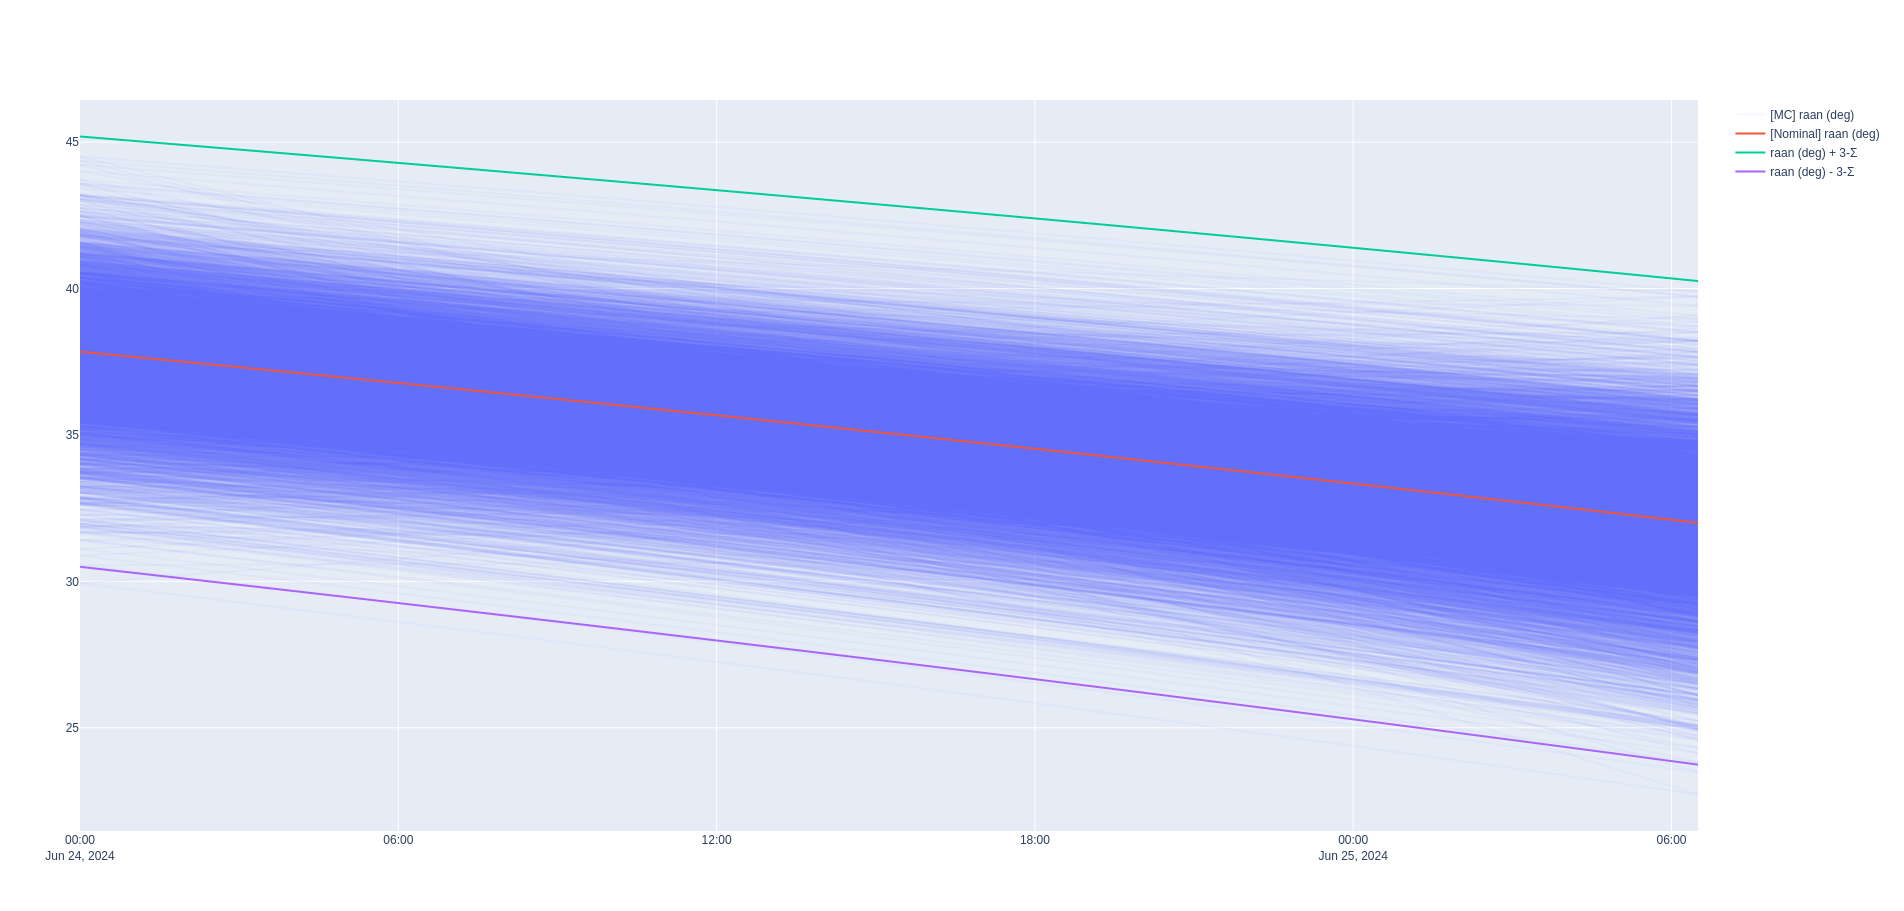 45
40
35
30
25
00:00
Jun 24, 2024
06:00
12:00
18:00
00:00
Jun 25, 2024
06:00
[MC] raan (deg)
[Nominal] raan (deg)
raan (deg) + 3-Σ
raan (deg) - 3-Σ